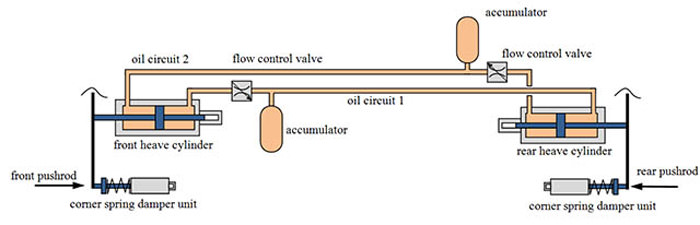 accumulator
oil circuit 2
flow control valve
flow control valve
oil circuit 1
accumulator
front heave cylinder
rear heave cylinder
front pushrod
rear pushrod
corner spring damper unit
corner spring damper unit